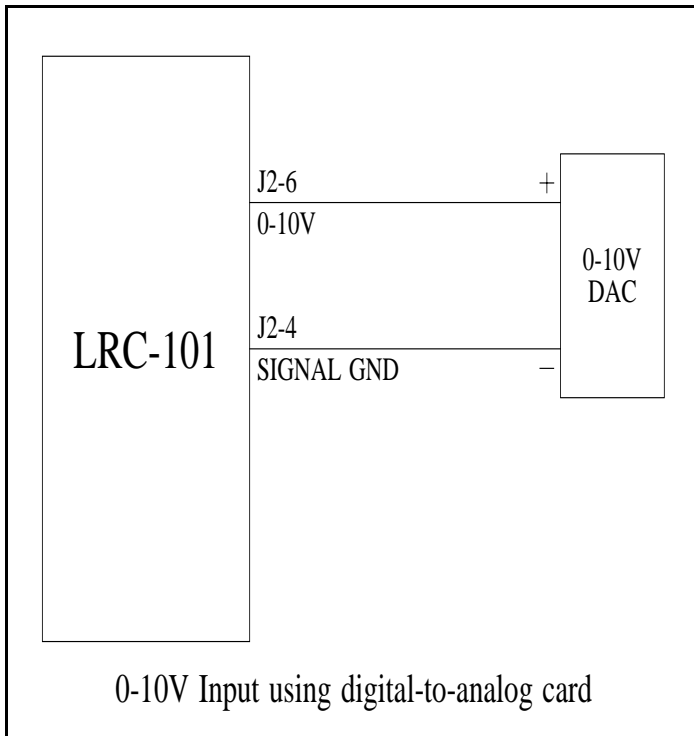 J2-6
+
0-10V
0-10V
DAC
J2-4
LRC-101
SIGNAL GND
−
0-10V Input using digital-to-analog card